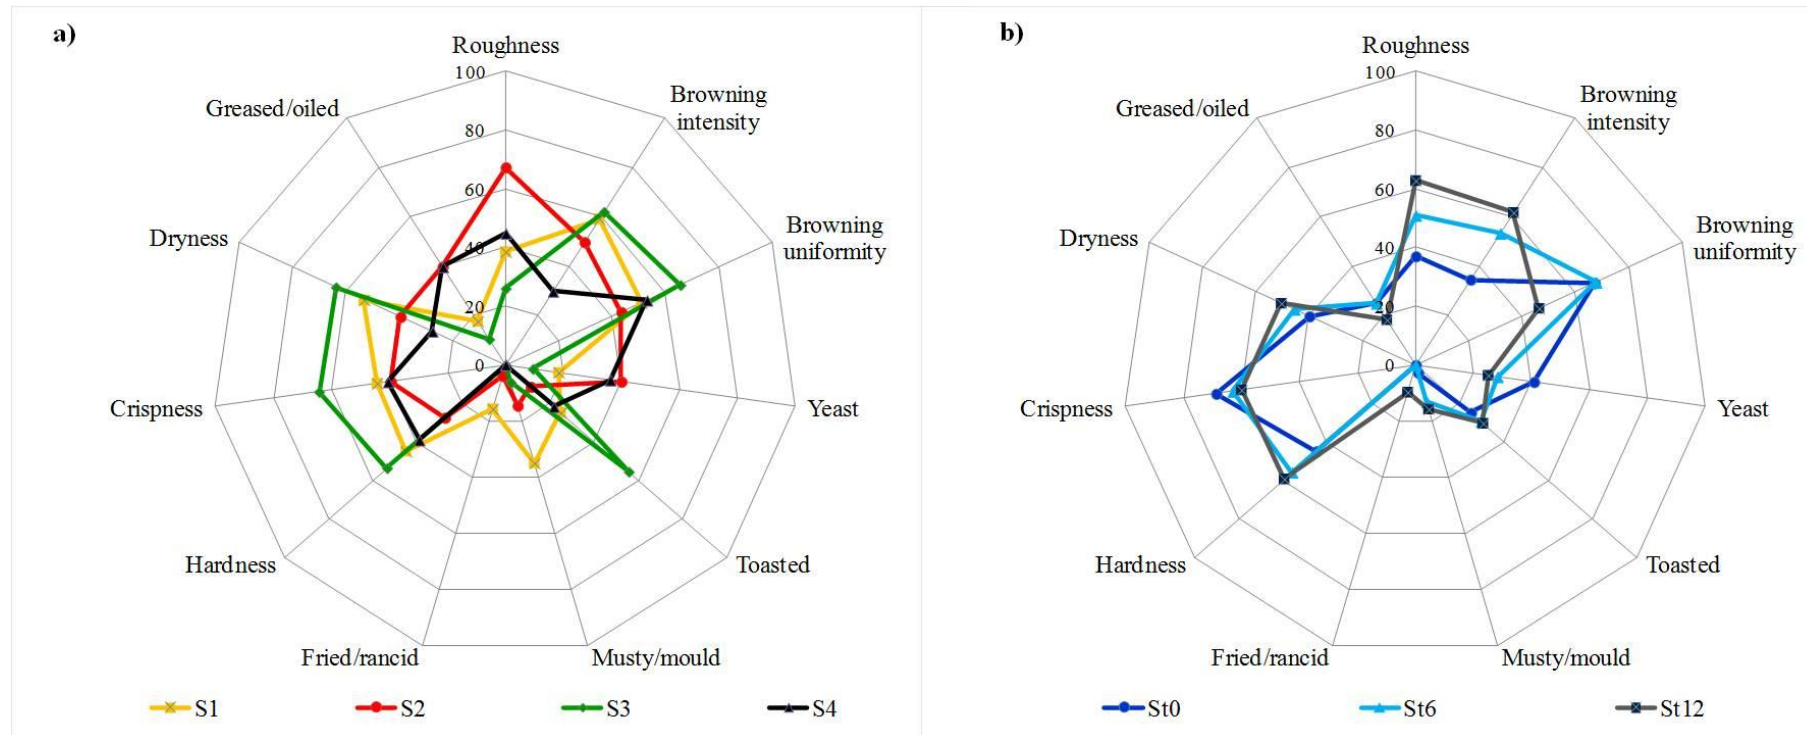 a)
Roughness
100
80
60
40
20
0
Browning
intensity
Browning
uniformity
Yeast
Toasted
Musty/mould
Fried/rancid
Hardness
Crispness
Dryness
Greased/oiled
S1 S2 S3 S4
b)
Roughness
100
80
60
40
20
0
Browning
intensity
Browning
uniformity
Yeast
Toasted
Musty/mould
Fried/rancid
Hardness
Crispness
Dryness
Greased/oiled
St0 St6 St12